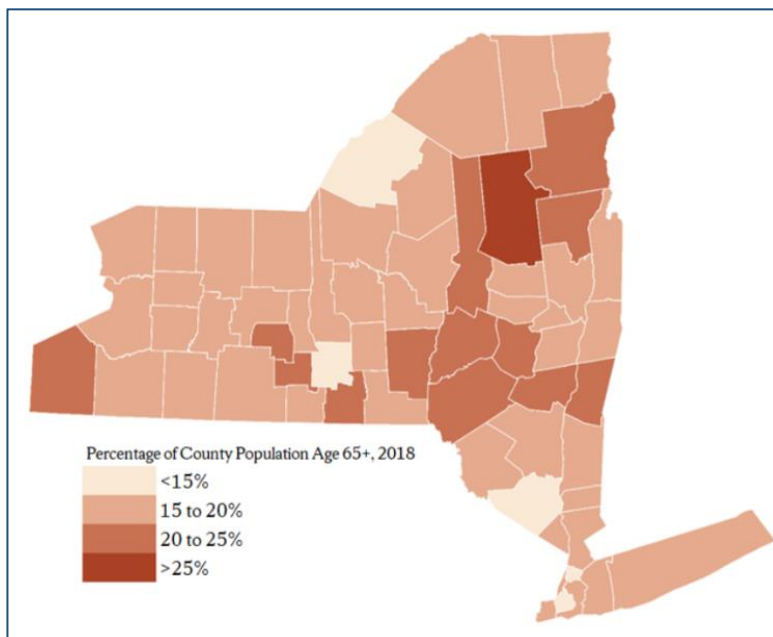 Percentage of County Population Age 65+, 2018
<15%
15 to 20%
20 to 25%
>25%